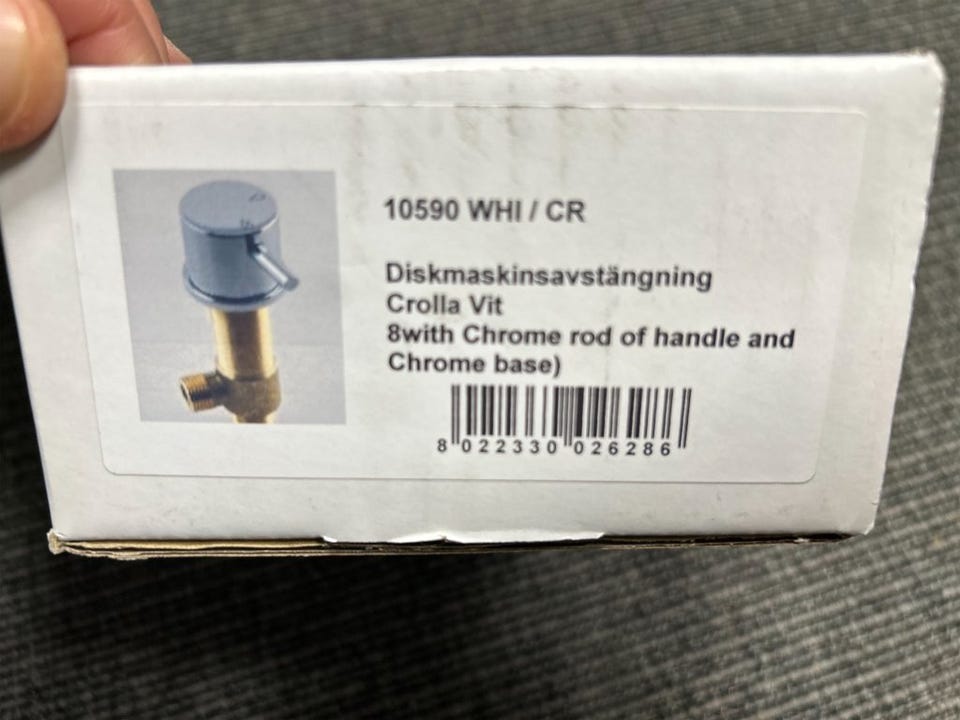 10590 WHI / CR
Diskmaskinsavstängning
Crolla Vit
8with Chrome rod of handle and
Chrome base)
8 022330 026286